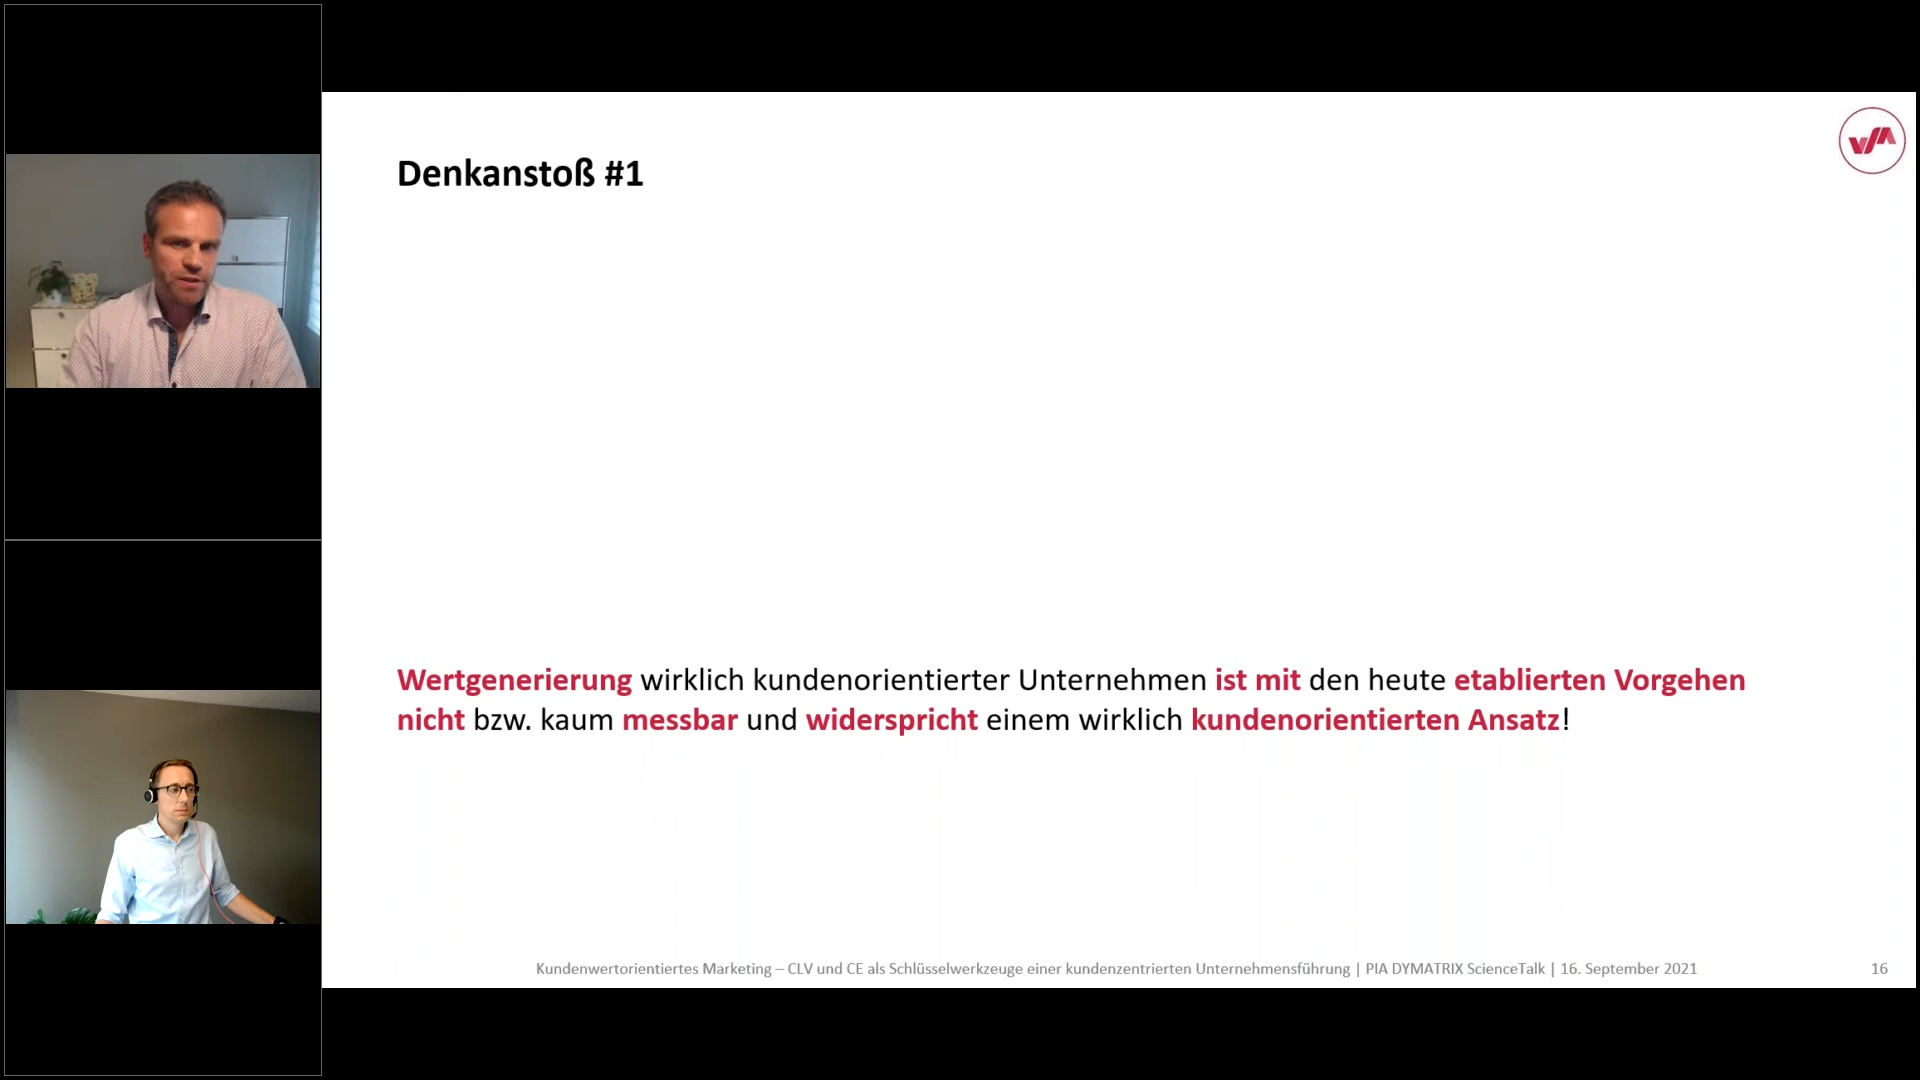 Denkanstoß #1
Wertgenerierung wirklich kundenorientierter Unternehmen ist mit den heute etablierten Vorgehen
nicht bzw. kaum messbar und widerspricht einem wirklich kundenorientierten Ansatz!
Kundenwertorientiertes Marketing – CLV und CE als Schlüsselwerkzeuge einer kundenzentrierten Unternehmensführung | PIA DYMATRIX ScienceTalk | 16. September 2021
16